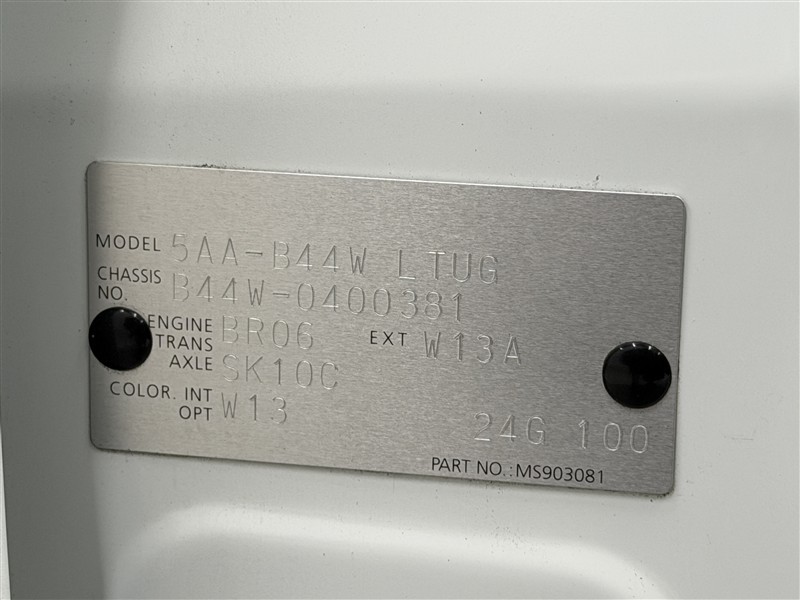 MODEL 5AA-B44W LTUG
CHASSIS NO. B44W-0400381
ENGINE BR06 EXT W13A
TRANS AXLE SK10C
COLOR. INT OPT W13
24G 100
PART NO.:MS903081